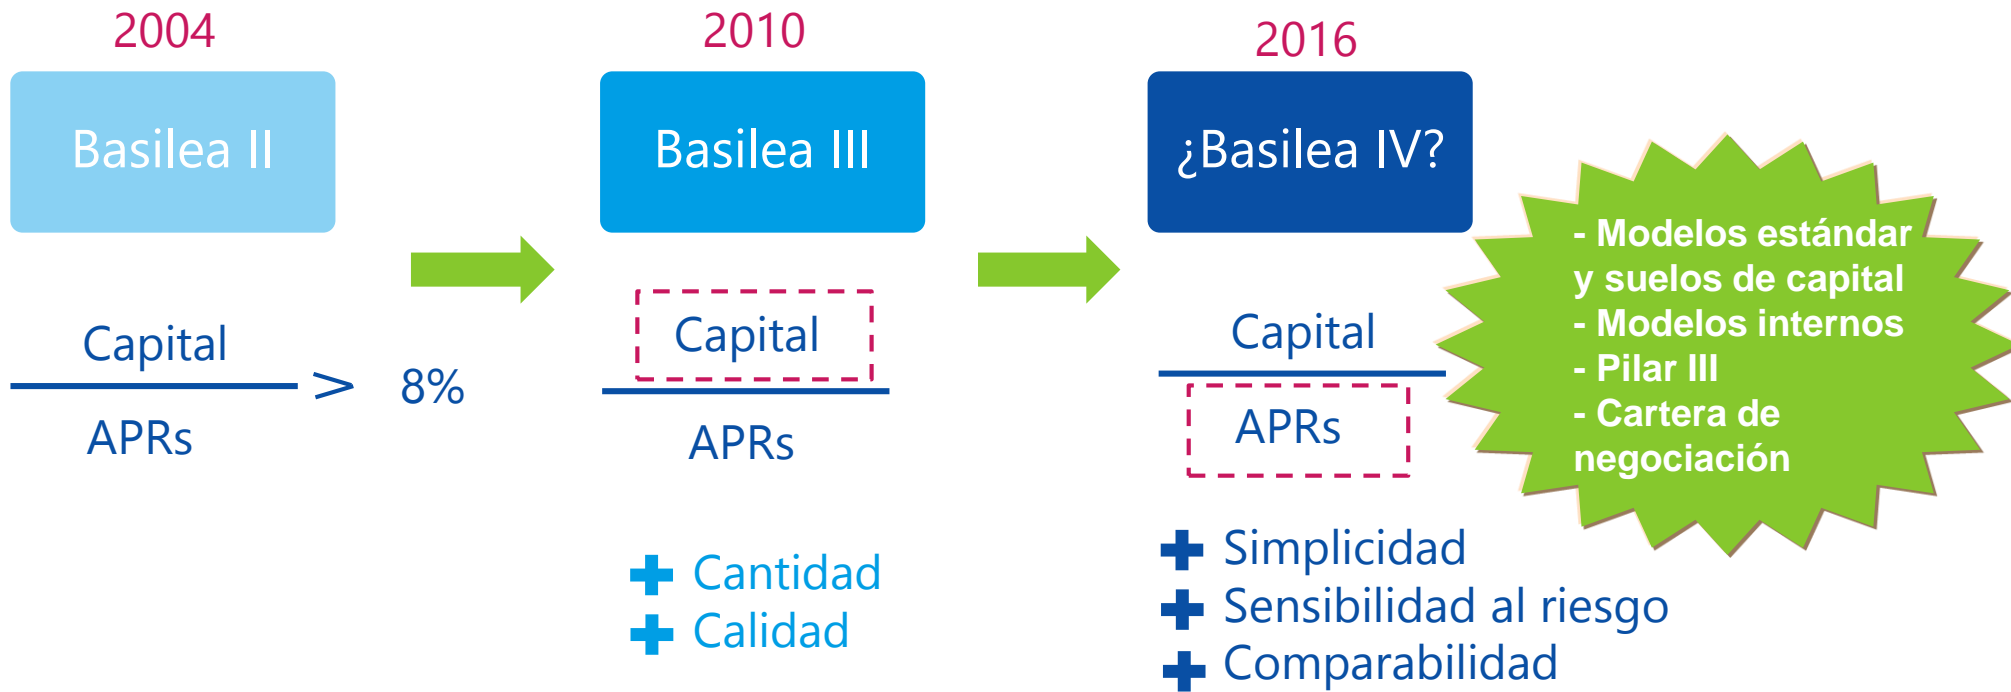 2004
Basilea II
Capital
APRs
> 8%
2010
Basilea III
Capital
APRs
+ Cantidad
+ Calidad
2016
¿Basilea IV?
Capital
APRs
+ Simplicidad
+ Sensibilidad al riesgo
+ Comparabilidad
- Modelos estándar
y suelos de capital
- Modelos internos
- Pilar III
- Cartera de
negociación